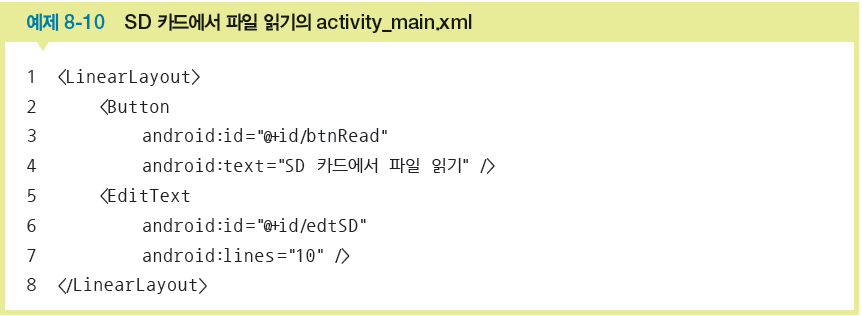 예제 8-10 SD 카드에서 파일 읽기의 activity_main.xml
1 <LinearLayout>
2 <Button
3 android:id="@+id/btnRead"
4 android:text="SD 카드에서 파일 읽기" />
5 <EditText
6 android:id="@+id/edtSD"
7 android:lines="10" />
8 </LinearLayout>